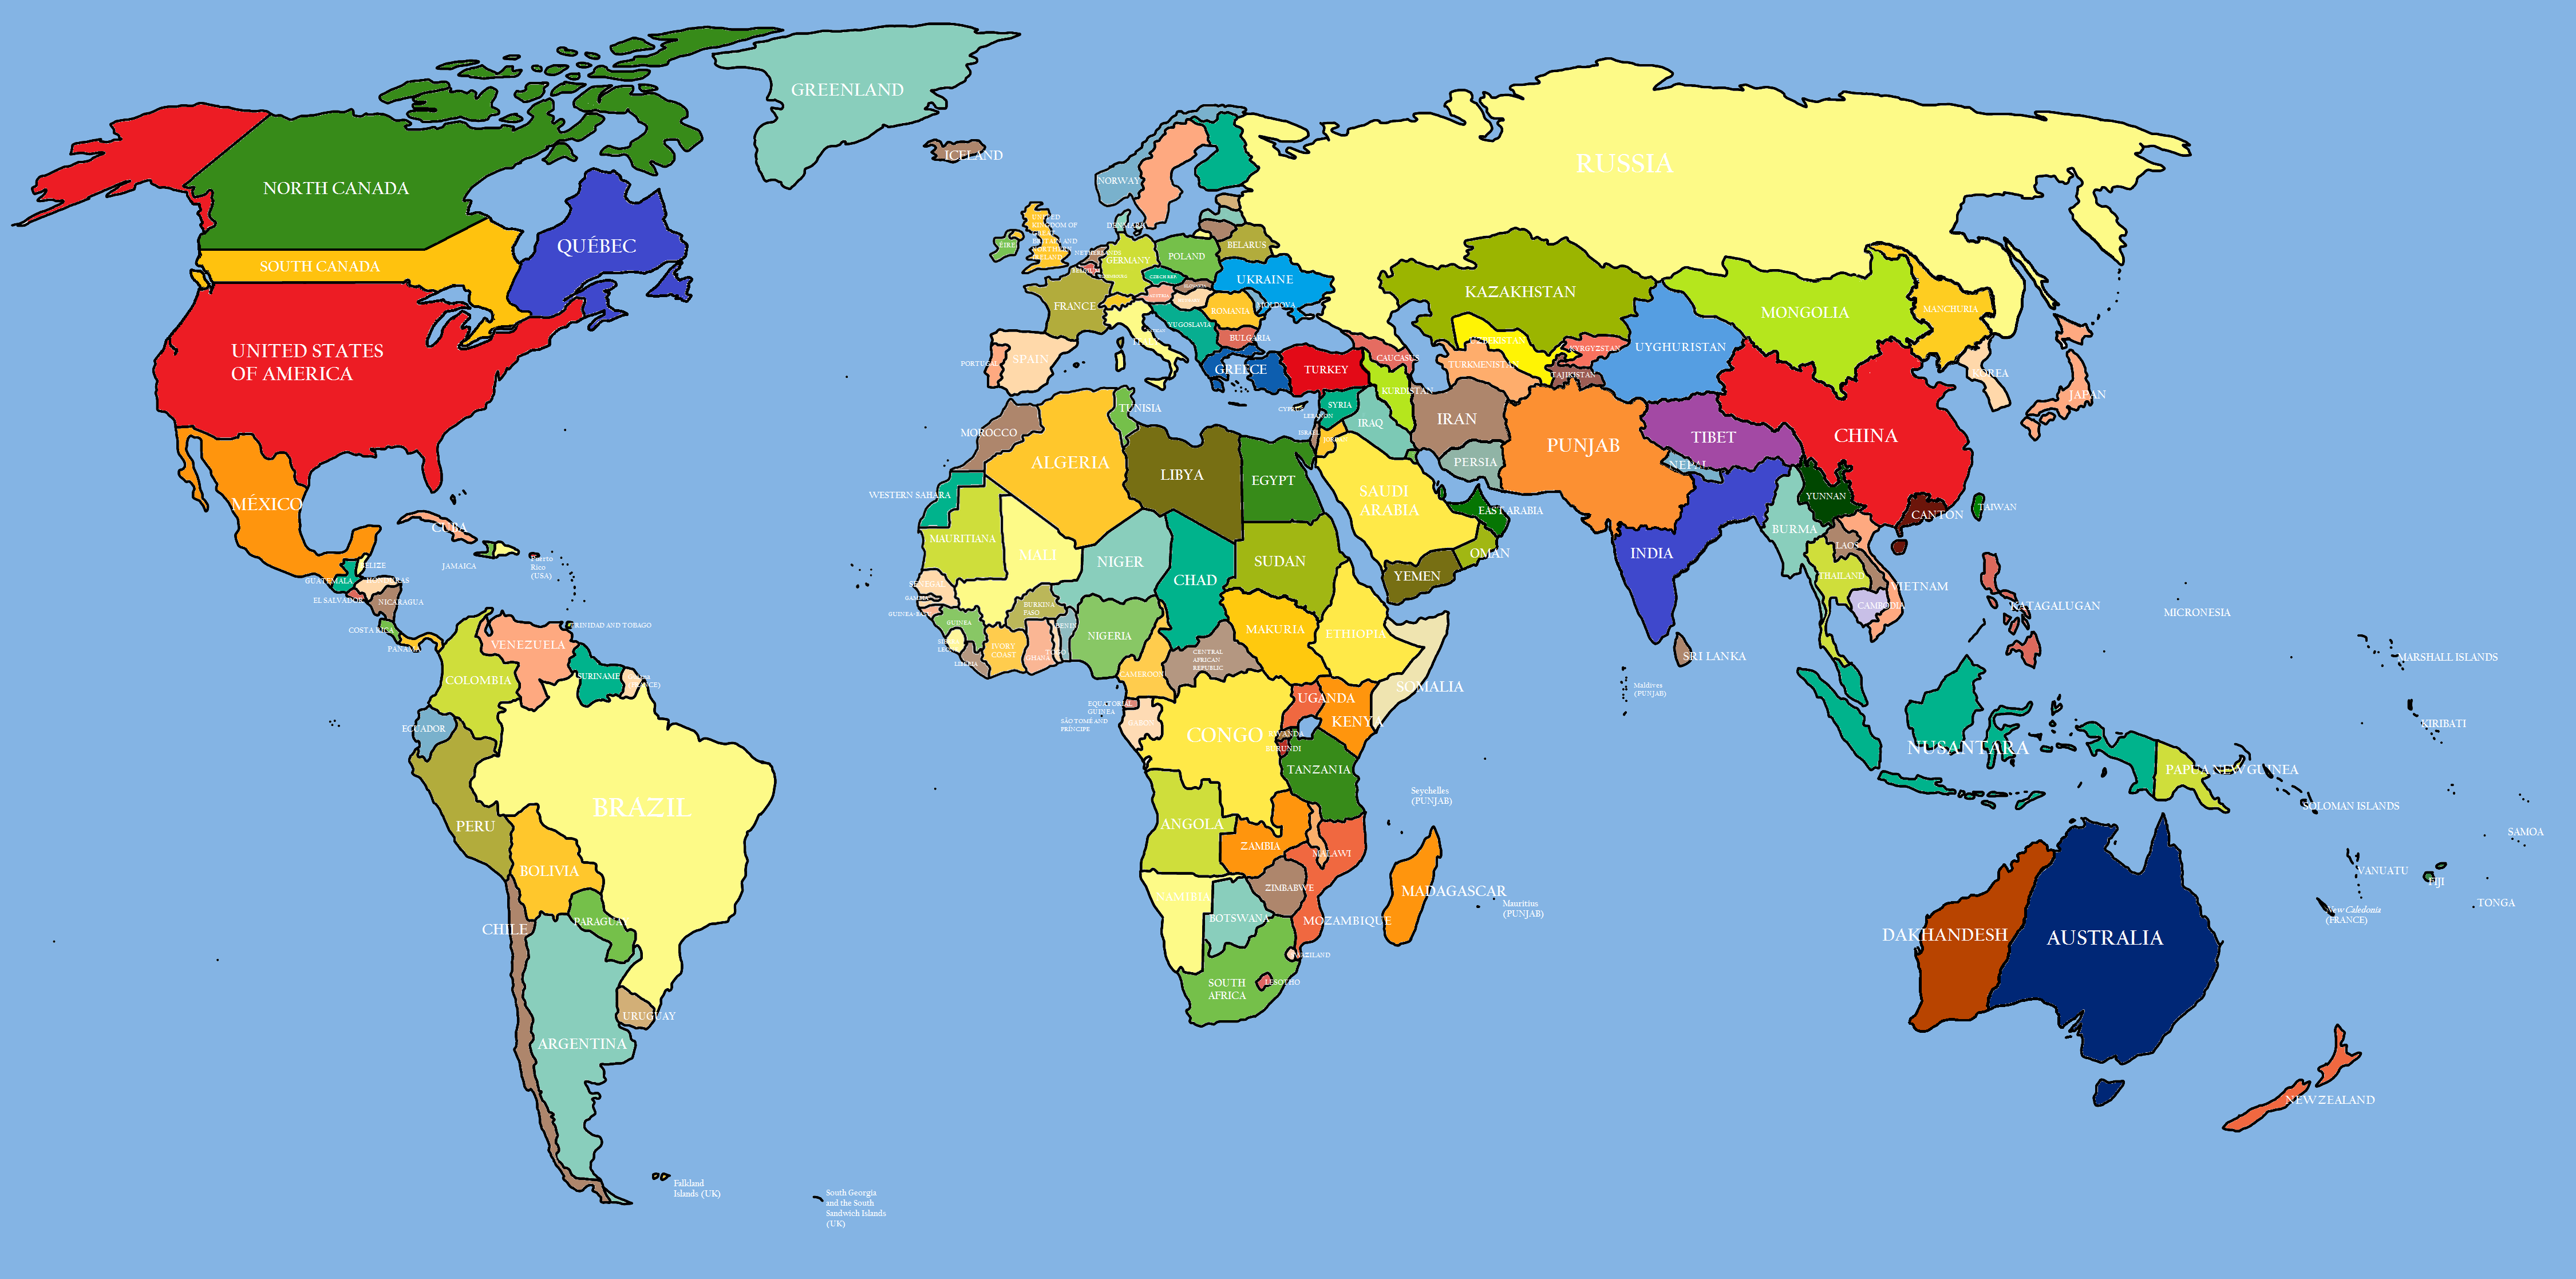 GREENLAND
ICELAND
NORTH CANADA
QUÉBEC
SOUTH CANADA
UNITED STATES
OF AMERICA
MÉXICO
CUBA
JAMAICA
Puerto
Rico
(USA)
BELIZE
GUATEMALA
HONDURAS
EL SALVADOR
NICARAGUA
COSTA RICA
PANAMA
TRINIDAD AND TOBAGO
VENEZUELA
COLOMBIA
SURINAME
ECUADOR
BRAZIL
PERU
BOLIVIA
PARAGUAY
CHILE
URUGUAY
ARGENTINA
Falkland
Islands (UK)
South Georgia
and the South
Sandwich Islands
(UK)
NORWAY
DENMARK
UNITED
KINGDOM OF
GREAT
BRITAIN AND
NORTHERN
IRELAND
EIRE
NETHERLANDS
BELGIUM
GERMANY
POLAND
BELARUS
CZECH REP.
UKRAINE
FRANCE
MOLDOVA
ROMANIA
YUGOSLAVIA
BULGARIA
PORTUGAL
SPAIN
GREECE
TURKEY
CAUCASUS
KURDISTAN
CYPRUS
SYRIA
LEBANON
IRAQ
ISRAEL
JORDAN
RUSSIA
KAZAKHSTAN
UZBEKISTAN
TURKMENISTAN
KYRGYZSTAN
TAJIKISTAN
UYGHURISTAN
MONGOLIA
MANCHURIA
KOREA
JAPAN
IRAN
PERSIA
PUNJAB
TIBET
NEPAL
CHINA
YUNNAN
CANTON
TAIWAN
INDIA
BURMA
LAOS
THAILAND
VIETNAM
CAMBODIA
SRI LANKA
Maldives
(PUNJAB)
SAUDI
ARABIA
EAST ARABIA
OMAN
YEMEN
MOROCCO
TUNISIA
ALGERIA
LIBYA
EGYPT
WESTERN SAHARA
MAURITIANA
MALI
NIGER
CHAD
SUDAN
SENEGAL
GAMBIA
GUINEA
LIBERIA
IVORY
COAST
BURKINA
FASO
GHANA
TOGO
BENIN
NIGERIA
CAMEROON
CENTRAL
AFRICAN
REPUBLIC
MAKURIA
ETHIOPIA
SOMALIA
EQUATORIAL
GUINEA
SÃO TOMÉ AND
PRÍNCIPE
GABON
CONGO
UGANDA
KENYA
RWANDA
BURUNDI
TANZANIA
ANGOLA
ZAMBIA
MALAWI
NAMIBIA
BOTSWANA
ZIMBABWE
MOZAMBIQUE
SWAZILAND
LESOTHO
SOUTH
AFRICA
MADAGASCAR
Seychelles
(PUNJAB)
Mauritius
(PUNJAB)
KATAGALUGAN
MICRONESIA
MARSHALL ISLANDS
KIRIBATI
NUSANTARA
PAPUA NEW GUINEA
SOLOMAN ISLANDS
SAMOA
VANUATU
FIJI
TONGA
New Caledonia
(FRANCE)
DAKHANDESH
AUSTRALIA
NEW ZEALAND